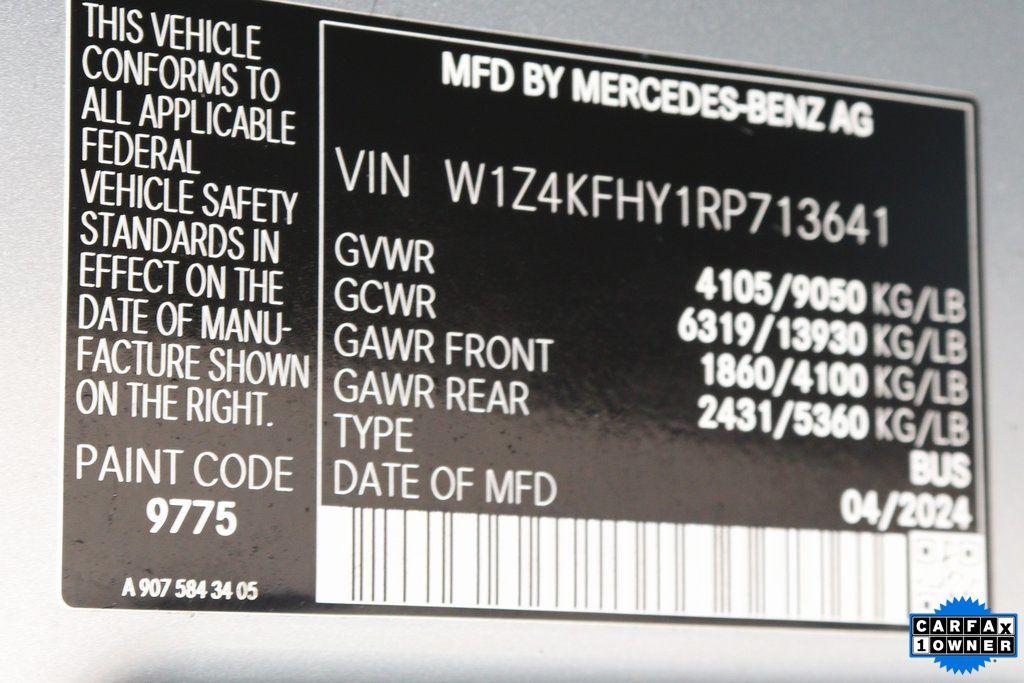 THIS VEHICLE
CONFORMS TO
ALL APPLICABLE
FEDERAL
VEHICLE SAFETY
STANDARDS IN
EFFECT ON THE
DATE OF MANU-
FACTURE SHOWN
ON THE RIGHT.
PAINT CODE
9775
A 907 584 34 05
MFD BY MERCEDES-BENZ AG
VIN W1Z4KFHY1RP713641
GVWR 4105/9050 KG/LB
GCWR 6319/13930 KG/LB
GAWR FRONT 1860/4100 KG/LB
GAWR REAR 2431/5360 KG/LB
TYPE BUS
DATE OF MFD 04/2024
CARFAX
1 OWNER